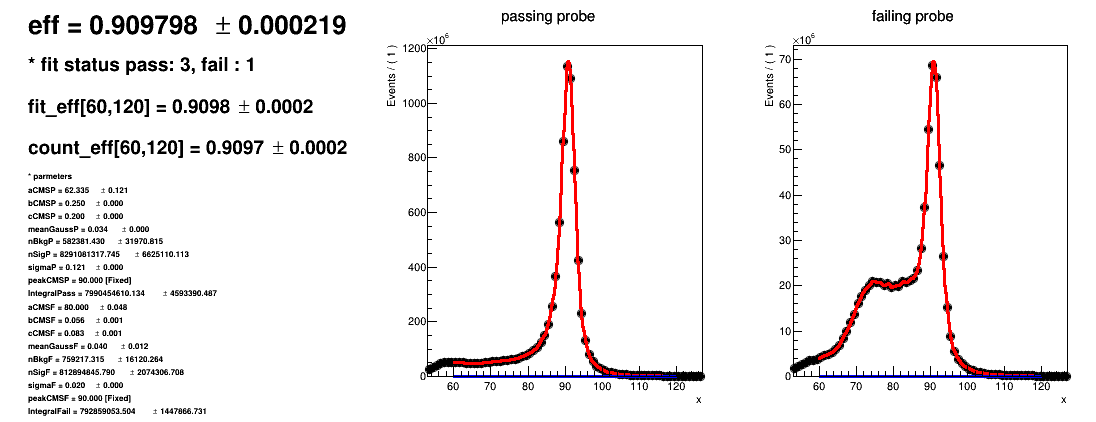 eff = 0.909798 ± 0.000219
* fit status pass: 3, fail : 1
fit_eff[60,120] = 0.9098 ± 0.0002
count_eff[60,120] = 0.9097 ± 0.0002
* parmeters
aCMSP = 62.335 ± 0.121
bCMSP = 0.250 ± 0.000
cCMSP = 0.200 ± 0.000
meanGaussP = 0.034 ± 0.000
nBkgP = 582381.430 ± 31970.815
nSigP = 8291081317.745 ± 6625110.113
sigmaP = 0.121 ± 0.000
peakCMSP = 90.000 [Fixed]
IntegralPass = 7990454610.134 ± 4593390.487
aCMSF = 80.000 ± 0.048
bCMSF = 0.056 ± 0.001
cCMSF = 0.083 ± 0.001
meanGaussF = 0.040 ± 0.012
nBkgF = 759217.315 ± 16120.264
nSigF = 812894845.790 ± 2074306.708
sigmaF = 0.020 ± 0.000
peakCMSF = 90.000 [Fixed]
IntegralFail = 792859053.504 ± 1447866.731
passing probe
×10⁶
Events / ( 1 )
1200
1000
800
600
400
200
0
60 70 80 90 100 110 120
x
failing probe
×10⁶
Events / ( 1 )
70
60
50
40
30
20
10
0
60 70 80 90 100 110 120
x